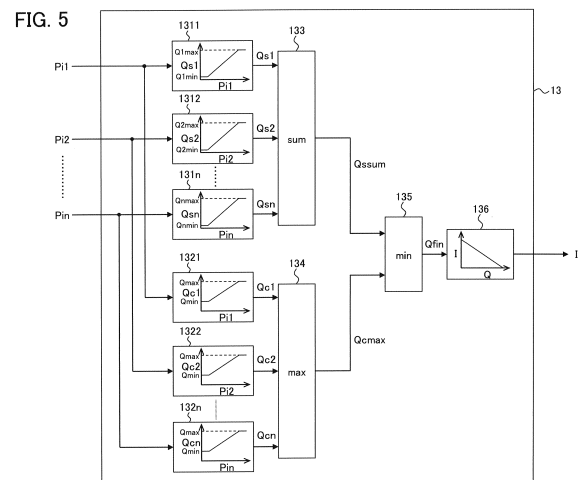 FIG. 5
1311
133
Q1max
Qs1
Q1min
Pi1
Qs1
Pi1
13
1312
Q2max
Qs2
Q2min
Pi2
Qs2
Pi2
sum
Qssum
131n
Qnmax
Qsn
Qnmin
Pin
Qsn
Pin
135
136
min
Qfin
I
Q
I
1321
134
Qmax
Qc1
Qmin
Pi1
Qc1
1322
Qmax
Qc2
Qmin
Pi2
Qc2
max
Qcmax
132n
Qmax
Qcn
Qmin
Pin
Qcn